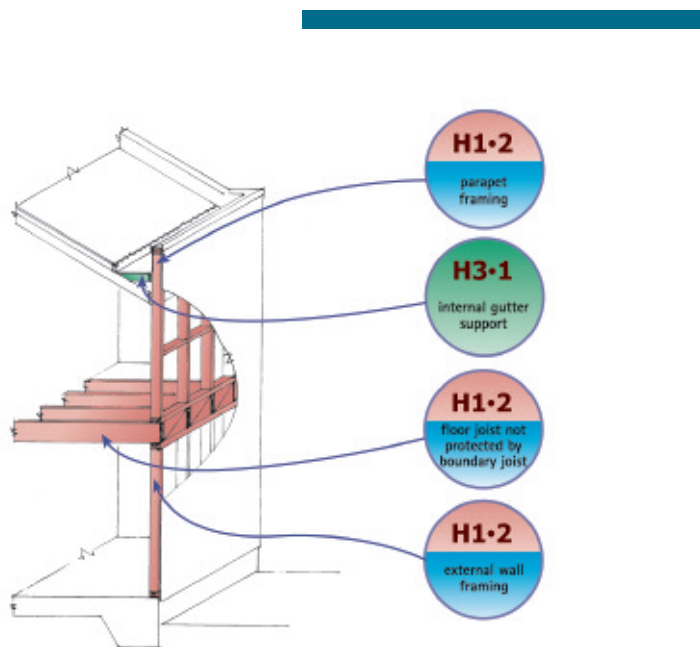 H1•2
parapet
framing
H3•1
internal gutter
support
H1•2
floor joist not
protected by
boundary joist
H1•2
external wall
framing